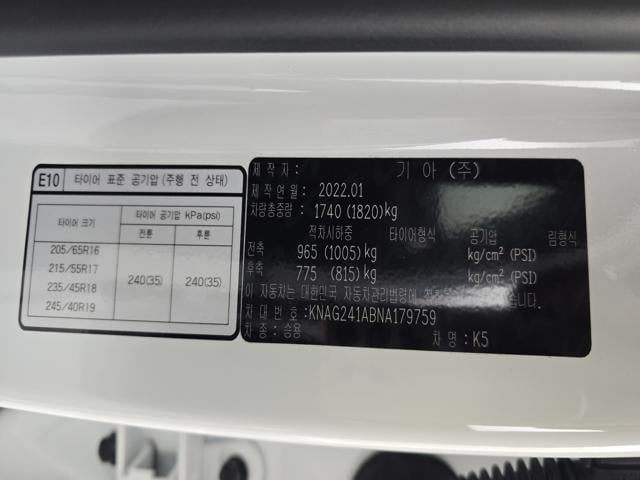 E10 타이어 표준 공기압 (주행 전 상태)
타이어 크기 타이어 공기압 kPa(psi)
전륜 후륜
205/65R16
215/55R17
235/45R18
245/40R19
240(35) 240(35)
제작자: 기아 (주)
제작연월: 2022.01
차량총중량: 1740 (1820)kg
적차시하중 타이어형식 공기압 림형식
전축 965 (1005)kg kg/cm² (PSI)
후축 775 (815)kg kg/cm² (PSI)
이 자동차는 대한민국 자동차관리법령에
차대번호:KNAG241ABNA179759
차종: 승용 차명: K5